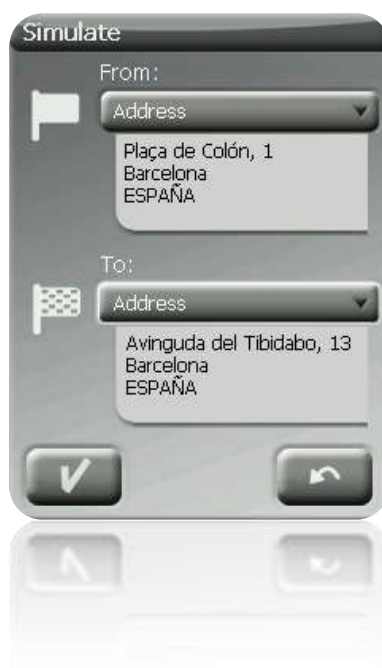 Simulate
From:
Address
Plaça de Colón, 1
Barcelona
ESPAÑA
To:
Address
Avinguda del Tibidabo, 13
Barcelona
ESPAÑA